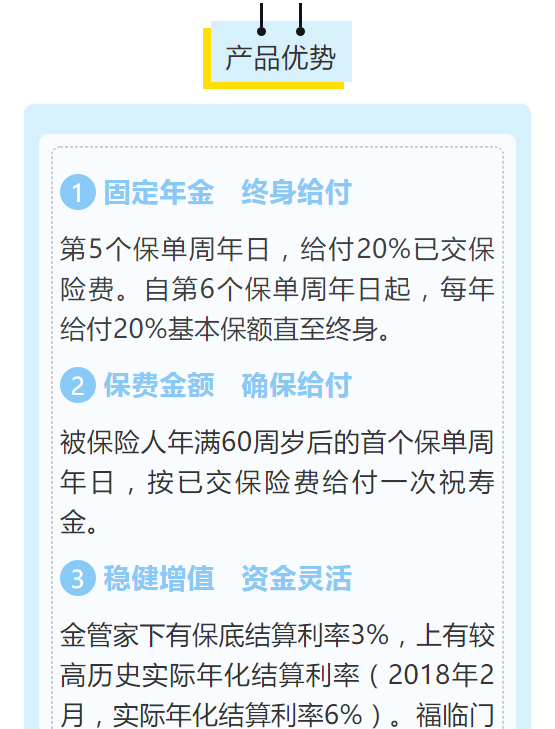 产品优势
1 固定年金 终身给付
第5个保单周年日，给付20%已交保
险费。自第6个保单周年日起，每年
给付20%基本保额直至终身。
2 保费金额 确保给付
被保险人年满60周岁后的首个保单周
年日，按已交保险费给付一次祝寿
金。
3 稳健增值 资金灵活
金管家下有保底结算利率3%，上有较
高历史实际年化结算利率（2018年2
月，实际年化结算利率6%）。福临门